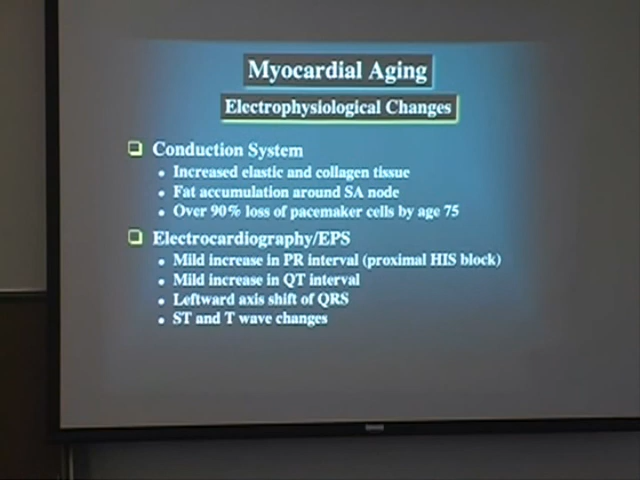 Myocardial Aging
Electrophysiological Changes
Conduction System
• Increased elastic and collagen tissue
• Fat accumulation around SA node
• Over 90% loss of pacemaker cells by age 75
Electrocardiography/EPS
• Mild increase in PR interval (proximal HIS block)
• Mild increase in QT interval
• Leftward axis shift of QRS
• ST and T wave changes